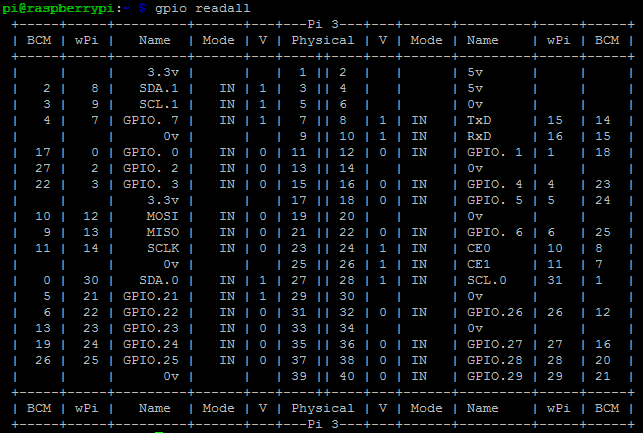 pi@raspberrypi:~ $ gpio readall
 +-----+-----+---------+------+---+---Pi 3---+---+------+---------+-----+-----+
 | BCM | wPi |   Name  | Mode | V | Physical | V | Mode | Name    | wPi | BCM |
 +-----+-----+---------+------+---+----++----+---+------+---------+-----+-----+
 |     |     |    3.3v |      |   |  1 || 2  |   |      | 5v      |     |     |
 |   2 |   8 |   SDA.1 |   IN | 1 |  3 || 4  |   |      | 5v      |     |     |
 |   3 |   9 |   SCL.1 |   IN | 1 |  5 || 6  |   |      | 0v      |     |     |
 |   4 |   7 | GPIO. 7 |   IN | 1 |  7 || 8  | 1 | IN   | TxD     | 15  | 14  |
 |     |     |      0v |      |   |  9 || 10 | 1 | IN   | RxD     | 16  | 15  |
 |  17 |   0 | GPIO. 0 |   IN | 0 | 11 || 12 | 0 | IN   | GPIO. 1 | 1   | 18  |
 |  27 |   2 | GPIO. 2 |   IN | 0 | 13 || 14 |   |      | 0v      |     |     |
 |  22 |   3 | GPIO. 3 |   IN | 0 | 15 || 16 | 0 | IN   | GPIO. 4 | 4   | 23  |
 |     |     |    3.3v |      |   | 17 || 18 | 0 | IN   | GPIO. 5 | 5   | 24  |
 |  10 |  12 |    MOSI |   IN | 0 | 19 || 20 |   |      | 0v      |     |     |
 |   9 |  13 |    MISO |   IN | 0 | 21 || 22 | 0 | IN   | GPIO. 6 | 6   | 25  |
 |  11 |  14 |    SCLK |   IN | 0 | 23 || 24 | 1 | IN   | CE0     | 10  | 8   |
 |     |     |      0v |      |   | 25 || 26 | 1 | IN   | CE1     | 11  | 7   |
 |   0 |  30 |   SDA.0 |   IN | 1 | 27 || 28 | 1 | IN   | SCL.0   | 31  | 1   |
 |   5 |  21 | GPIO.21 |   IN | 1 | 29 || 30 |   |      | 0v      |     |     |
 |   6 |  22 | GPIO.22 |   IN | 0 | 31 || 32 | 0 | IN   | GPIO.26 | 26  | 12  |
 |  13 |  23 | GPIO.23 |   IN | 0 | 33 || 34 |   |      | 0v      |     |     |
 |  19 |  24 | GPIO.24 |   IN | 0 | 35 || 36 | 0 | IN   | GPIO.27 | 27  | 16  |
 |  26 |  25 | GPIO.25 |   IN | 0 | 37 || 38 | 0 | IN   | GPIO.28 | 28  | 20  |
 |     |     |      0v |      |   | 39 || 40 | 0 | IN   | GPIO.29 | 29  | 21  |
 +-----+-----+---------+------+---+----++----+---+------+---------+-----+-----+
 | BCM | wPi |   Name  | Mode | V | Physical | V | Mode | Name    | wPi | BCM |
 +-----+-----+---------+------+---+---Pi 3---+---+------+---------+-----+-----+